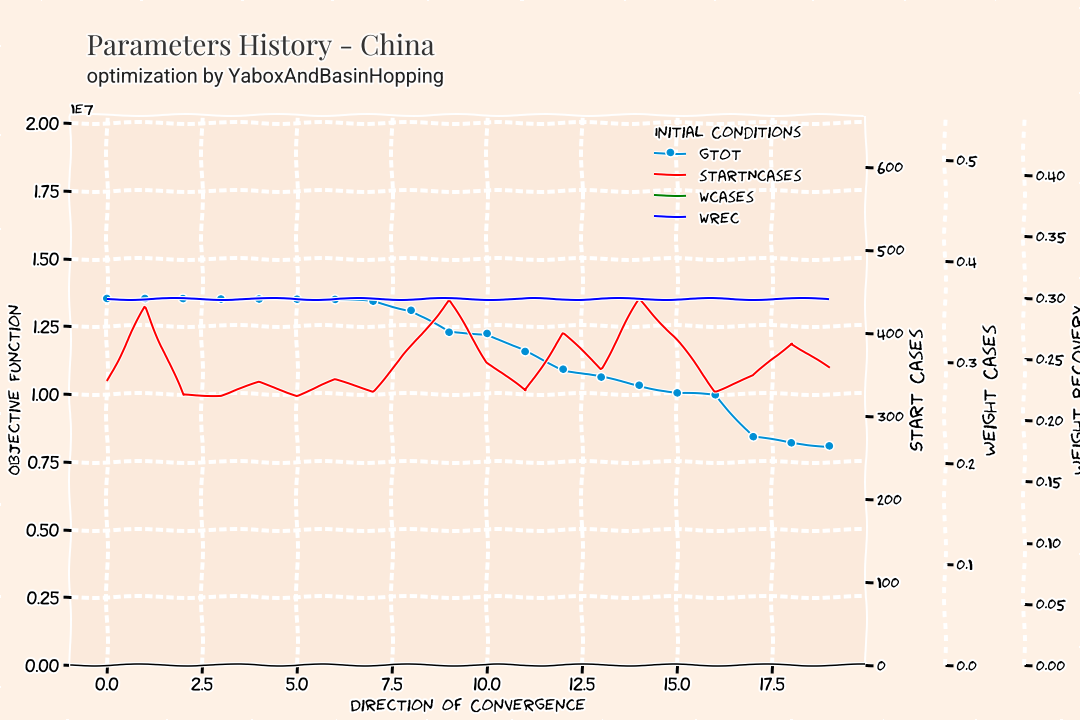 Parameters History - China
optimization by YaboxAndBasinHopping
1E7
2.00
1.75
1.50
1.25
1.00
0.75
0.50
0.25
0.00
OBJECTIVE FUNCTION
INITIAL CONDITIONS
GTOT
STARTNCASES
WCASES
WREC
0.0 2.5 5.0 7.5 10.0 12.5 15.0 17.5
DIRECTION OF CONVERGENCE
600
500
400
300
200
100
0
START CASES
0.5
0.4
0.3
0.2
0.1
0.0
WEIGHT CASES
0.40
0.35
0.30
0.25
0.20
0.15
0.10
0.05
0.00
WEIGHT RECOVERY